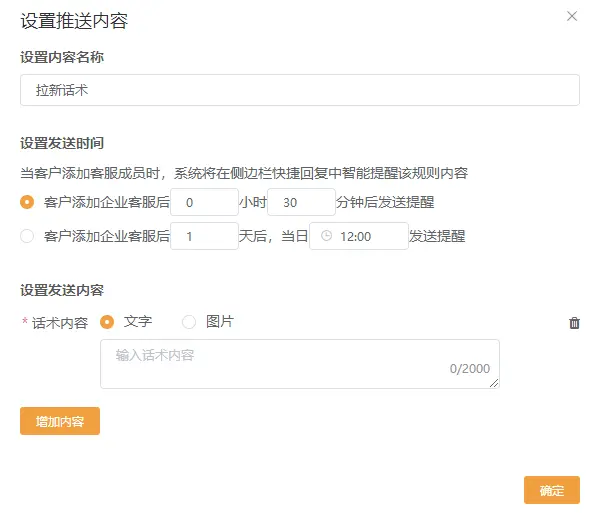 设置推送内容
设置内容名称
拉新话术
设置发送时间
当客户添加客服成员时，系统将在侧边栏快捷回复中智能提醒该规则内容
客户添加企业客服后 0 小时 30 分钟后发送提醒
客户添加企业客服后 1 天后，当日 12:00 发送提醒
设置发送内容
* 话术内容 文字 图片
输入话术内容
0/2000
增加内容
确定